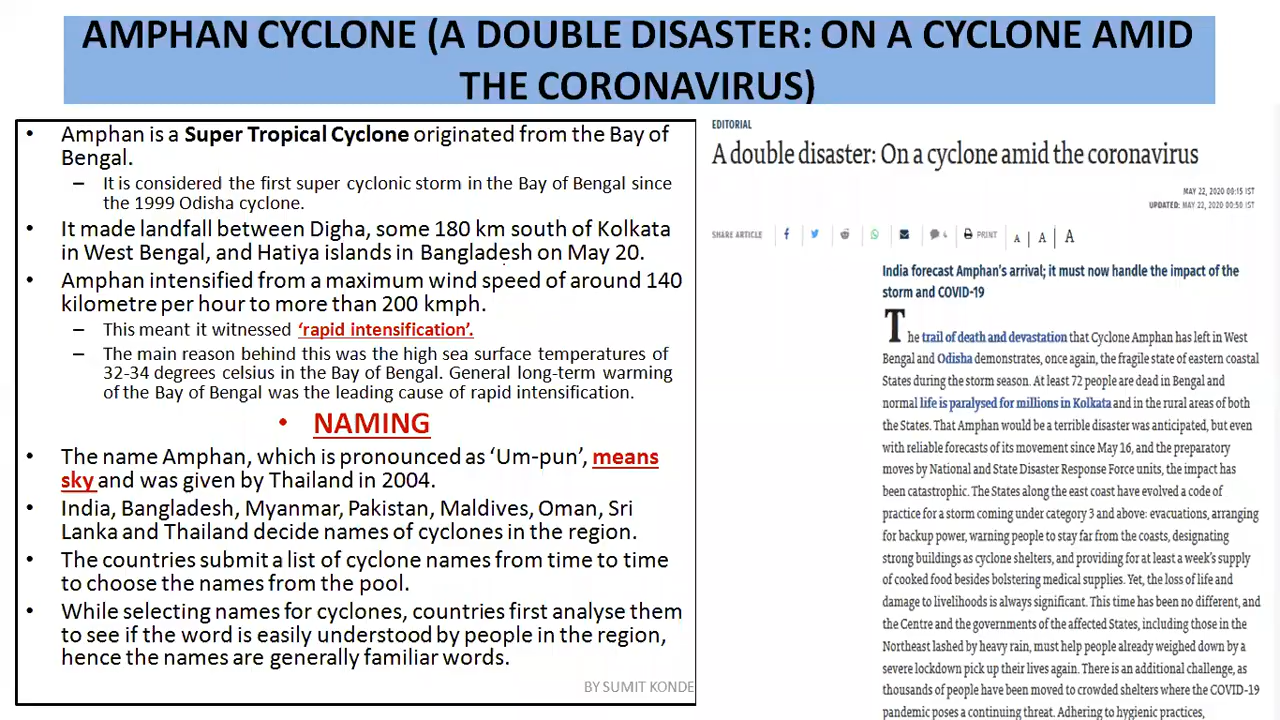 AMPHAN CYCLONE (A DOUBLE DISASTER: ON A CYCLONE AMID
THE CORONAVIRUS)
• Amphan is a Super Tropical Cyclone originated from the Bay of
Bengal.
– It is considered the first super cyclonic storm in the Bay of Bengal since
the 1999 Odisha cyclone.
• It made landfall between Digha, some 180 km south of Kolkata
in West Bengal, and Hatiya islands in Bangladesh on May 20.
• Amphan intensified from a maximum wind speed of around 140
kilometre per hour to more than 200 kmph.
– This meant it witnessed ‘rapid intensification’.
– The main reason behind this was the high sea surface temperatures of
32-34 degrees celsius in the Bay of Bengal. General long-term warming
of the Bay of Bengal was the leading cause of rapid intensification.
• NAMING
• The name Amphan, which is pronounced as ‘Um-pun’, means
sky and was given by Thailand in 2004.
• India, Bangladesh, Myanmar, Pakistan, Maldives, Oman, Sri
Lanka and Thailand decide names of cyclones in the region.
• The countries submit a list of cyclone names from time to time
to choose the names from the pool.
• While selecting names for cyclones, countries first analyse them
to see if the word is easily understood by people in the region,
hence the names are generally familiar words.
BY SUMIT KONDE
EDITORIAL
A double disaster: On a cyclone amid the coronavirus
MAY 22, 2020 00:15 IST
UPDATED: MAY 22, 2020 00:50 IST
SHARE ARTICLE PRINT A A A
India forecast Amphan's arrival; it must now handle the impact of the
storm and COVID-19
The trail of death and devastation that Cyclone Amphan has left in West
Bengal and Odisha demonstrates, once again, the fragile state of eastern coastal
States during the storm season. At least 72 people are dead in Bengal and
normal life is paralysed for millions in Kolkata and in the rural areas of both
the States. That Amphan would be a terrible disaster was anticipated, but even
with reliable forecasts of its movement since May 16, and the preparatory
moves by National and State Disaster Response Force units, the impact has
been catastrophic. The States along the east coast have evolved a code of
practice for a storm coming under category 3 and above: evacuations, arranging
for backup power, warning people to stay far from the coasts, designating
strong buildings as cyclone shelters, and providing for at least a week's supply
of cooked food besides bolstering medical supplies. Yet, the loss of life and
damage to livelihoods is always significant. This time has been no different, and
the Centre and the governments of the affected States, including those in the
Northeast lashed by heavy rain, must help people already weighed down by a
severe lockdown pick up their lives again. There is an additional challenge, as
thousands of people have been moved to crowded shelters where the COVID-19
pandemic poses a continuing threat. Adhering to hygienic practices,